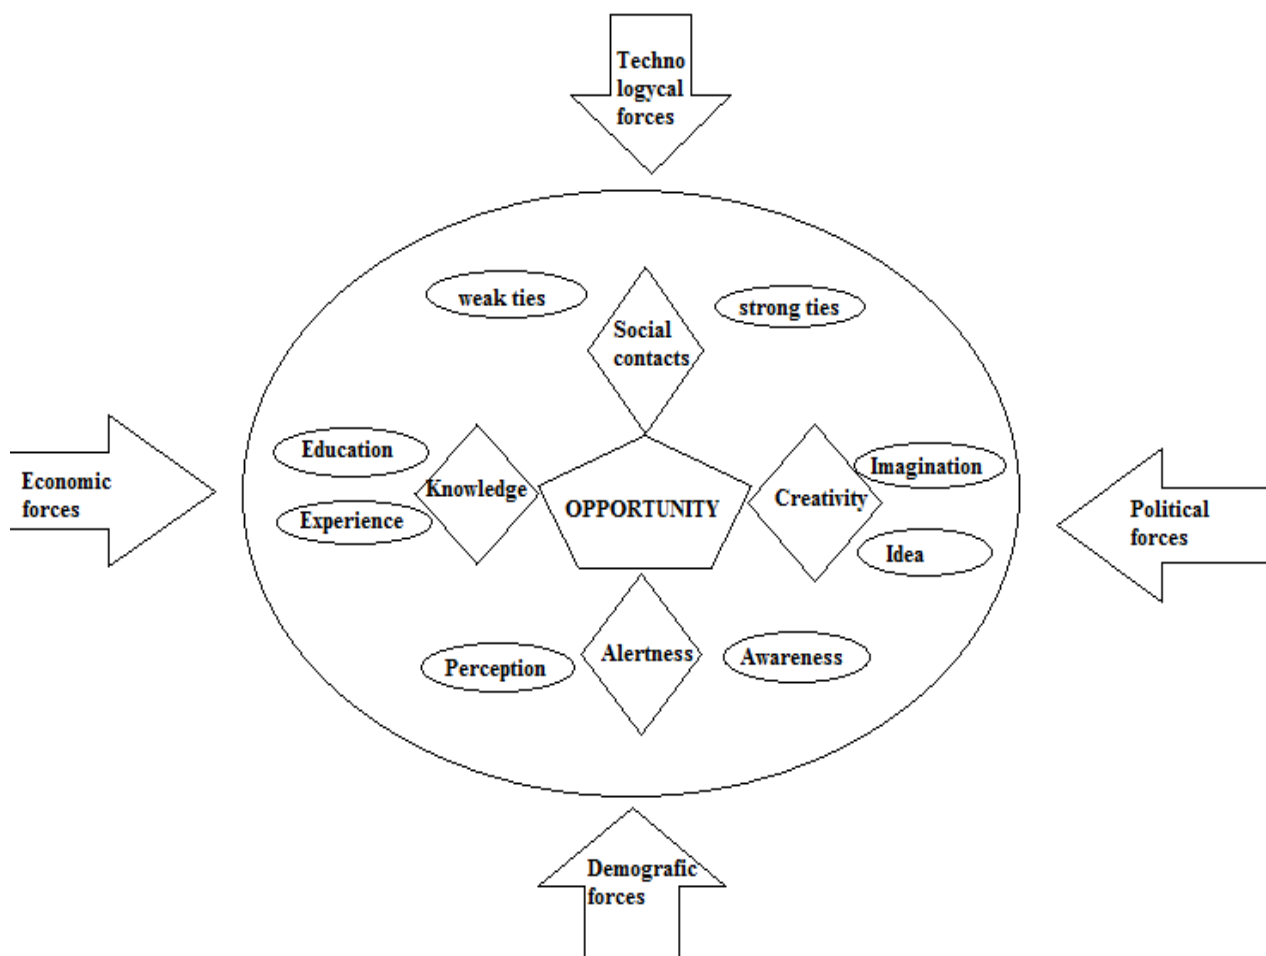 Techno
logycal
forces
weak ties
strong ties
Social
contacts
Education
Imagination
Economic
forces
Knowledge
OPPORTUNITY
Creativity
Political
forces
Experience
Idea
Perception
Alertness
Awareness
Demografic
forces